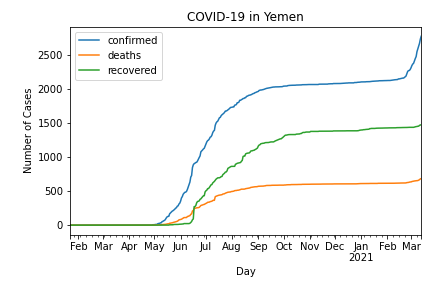 COVID-19 in Yemen
confirmed
deaths
recovered
Number of Cases
2500
2000
1500
1000
500
0
Feb Mar Apr May Jun Jul Aug Sep Oct Nov Dec Jan Feb Mar
2021
Day